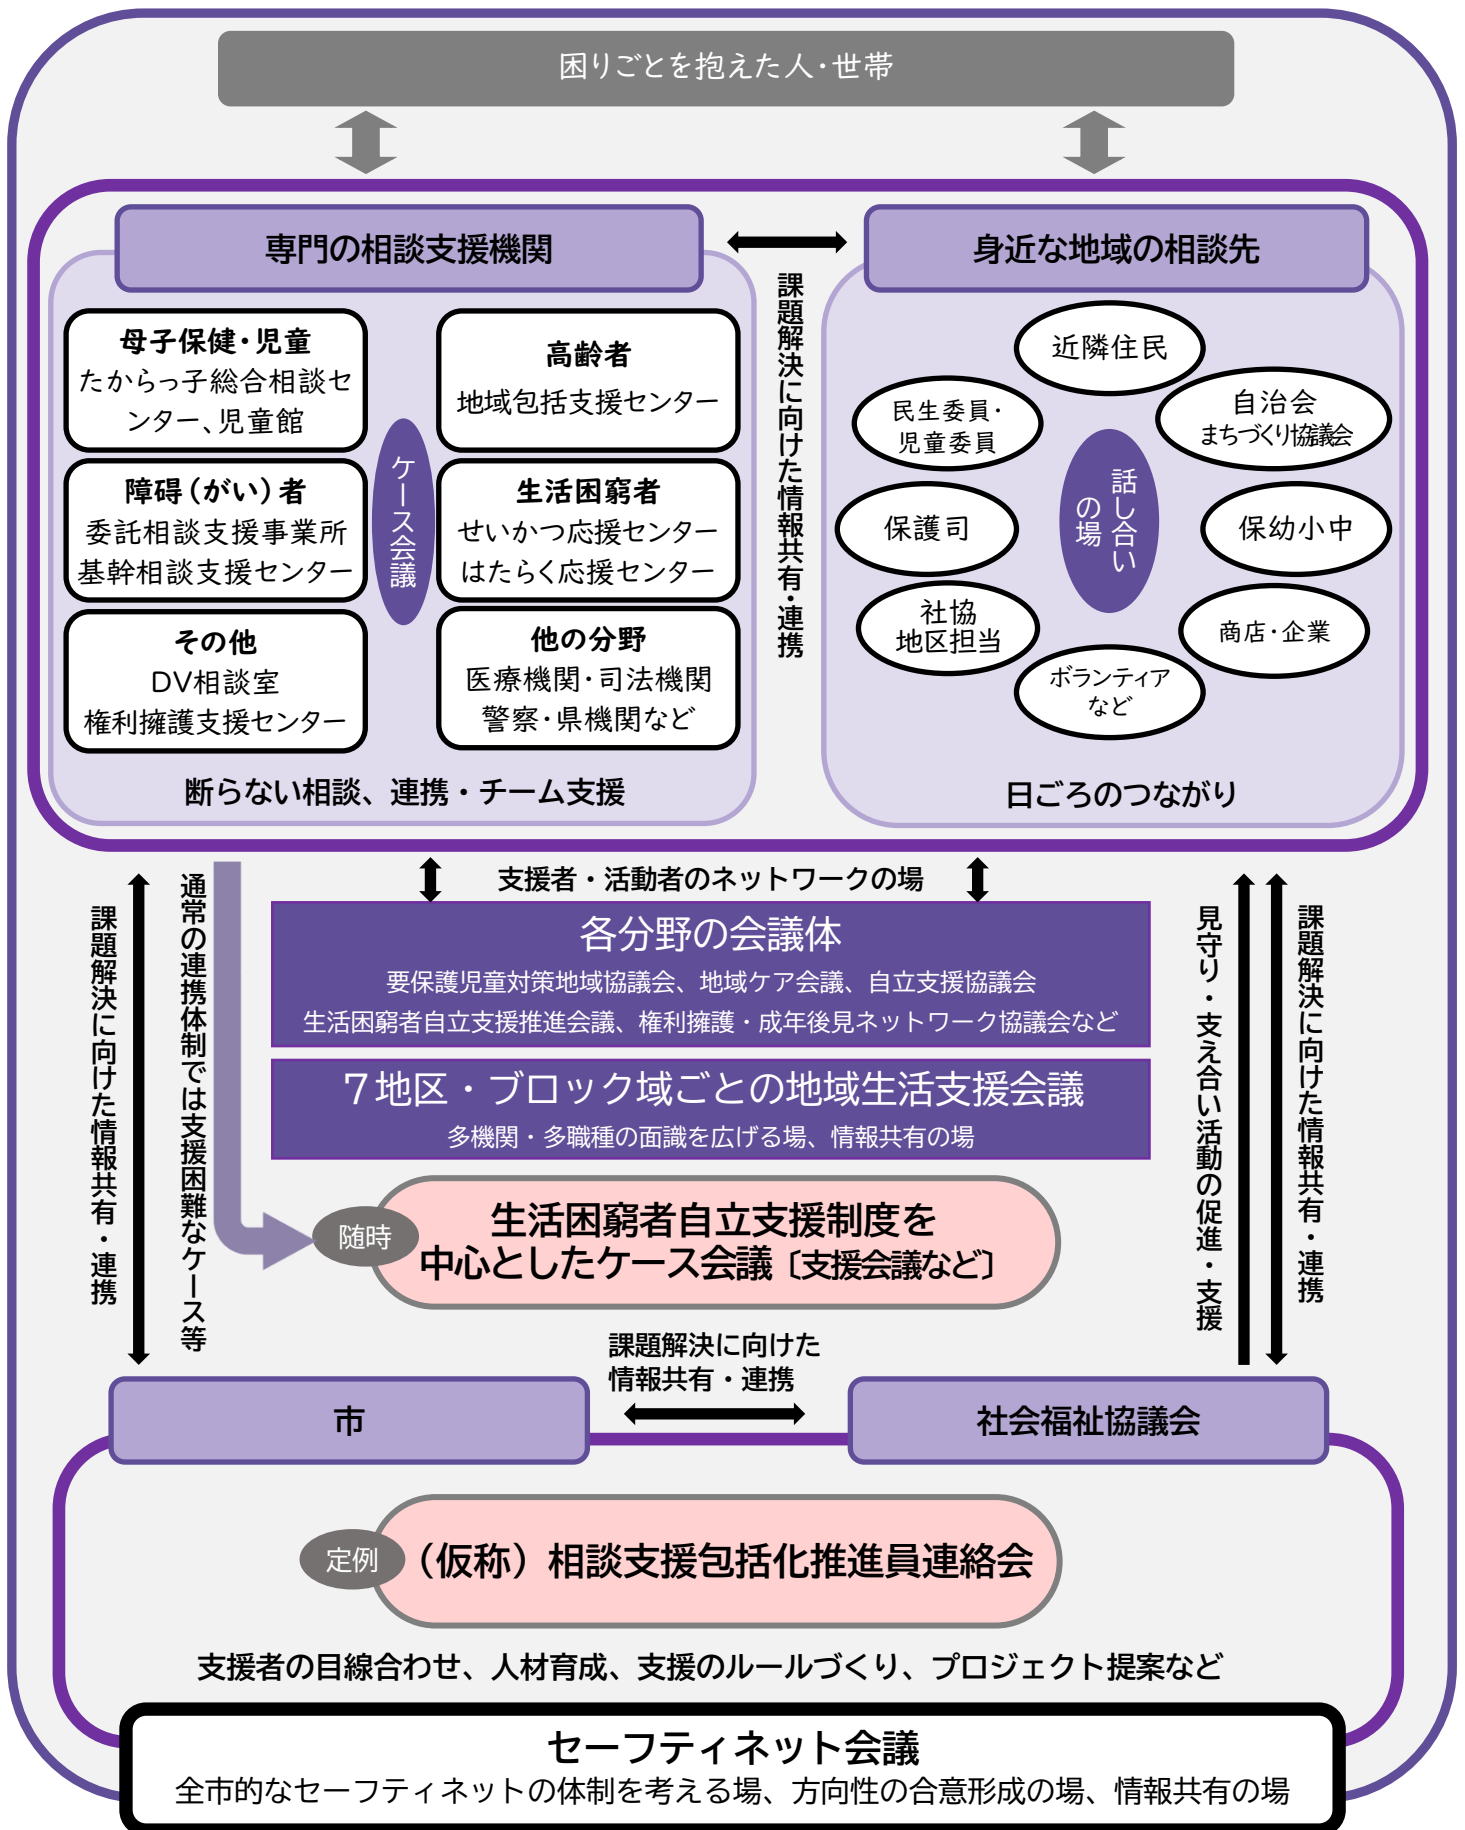 困りごとを抱えた人・世帯
専門の相談支援機関
母子保健・児童
たからっ子総合相談セ
ンター、児童館
高齢者
地域包括支援センター
障碍(がい)者
委託相談支援事業所
基幹相談支援センター
ケース会議
生活困窮者
せいかつ応援センター
はたらく応援センター
その他
DV相談室
権利擁護支援センター
他の分野
医療機関・司法機関
警察・県機関など
断らない相談、連携・チーム支援
課題解決に向けた情報共有・連携
身近な地域の相談先
近隣住民
民生委員・
児童委員
自治会
まちづくり協議会
話し合い
の場
保護司
保幼小中
社協
地区担当
商店・企業
ボランティア
など
日ごろのつながり
課題解決に向けた情報共有・連携
通常の連携体制では支援困難なケース等
支援者・活動者のネットワークの場
各分野の会議体
要保護児童対策地域協議会、地域ケア会議、自立支援協議会
生活困窮者自立支援推進会議、権利擁護・成年後見ネットワーク協議会など
7地区・ブロック域ごとの地域生活支援会議
多機関・多職種の面識を広げる場、情報共有の場
見守り・支え合い活動の促進・支援
課題解決に向けた情報共有・連携
随時
生活困窮者自立支援制度を
中心としたケース会議〔支援会議など〕
課題解決に向けた
情報共有・連携
市
社会福祉協議会
定例
(仮称)相談支援包括化推進員連絡会
支援者の目線合わせ、人材育成、支援のルールづくり、プロジェクト提案など
セーフティネット会議
全市的なセーフティネットの体制を考える場、方向性の合意形成の場、情報共有の場